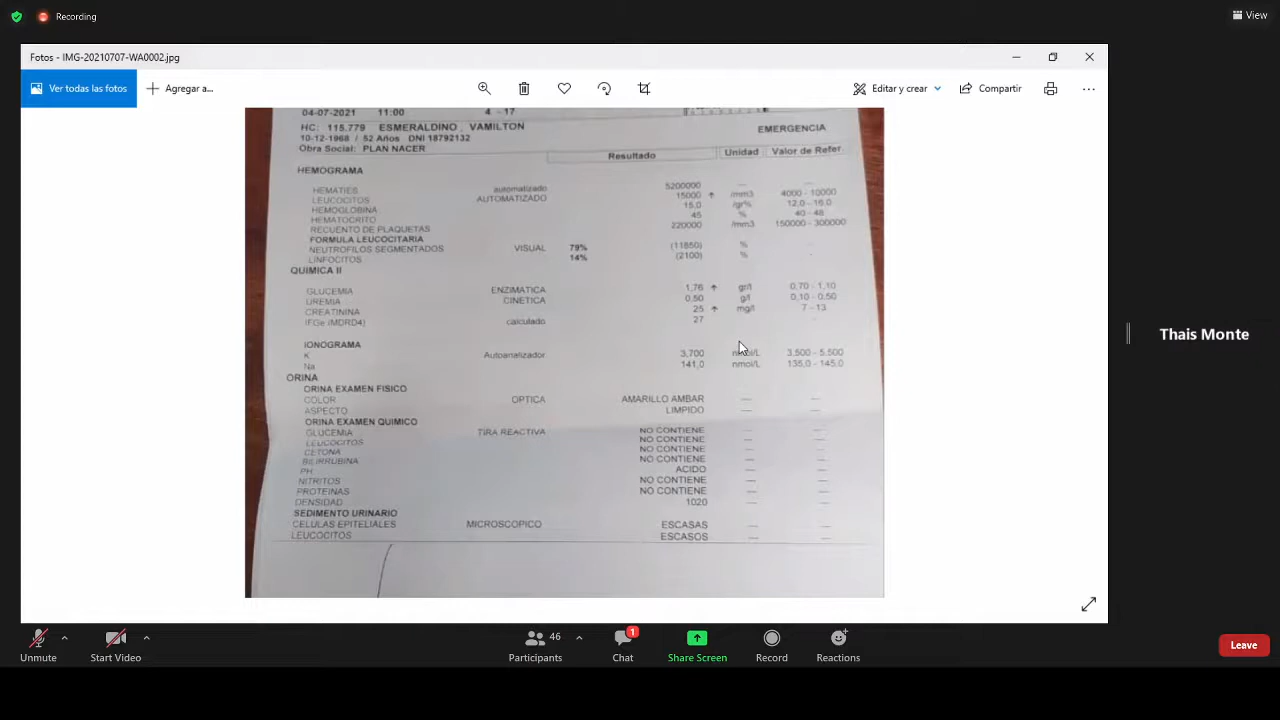 Recording
View
Fotos - IMG-20210707-WA0002.jpg
Ver todas las fotos
Agregar a...
Editar y crear
Compartir
04-07-2021 11:00 4 - 17
HC: 115.779 ESMERALDINO , VAMILTON
EMERGENCIA
10-12-1968 / 52 Años DNI 18792132
Obra Social: PLAN NACER
Resultado Unidad Valor de Refer
HEMOGRAMA
HEMATIES automatizado 5200000 — —
LEUCOCITOS AUTOMATIZADO 15000 ↑ /mm3 4000 - 10000
HEMOGLOBINA 15,0 /gr% 12,0 - 16,0
HEMATOCRITO 45 % 40 - 48
RECUENTO DE PLAQUETAS 220000 /mm3 150000 - 300000
FORMULA LEUCOCITARIA
NEUTROFILOS SEGMENTADOS VISUAL 79% (11850) %
LINFOCITOS 14% (2100) %
QUIMICA II
GLUCEMIA ENZIMATICA 1,76 ↑ gr/l 0,70 - 1,10
UREMIA CINETICA 0,50 g/l 0,10 - 0.50
CREATININA 25 ↑ mg/l 7 - 13
IFGe (MDRD4) calculado 27
IONOGRAMA
K Autoanalizador 3,700 3,500 - 5,500
Na 141,0 nmol/L 135,0 - 145,0
ORINA
ORINA EXAMEN FISICO
COLOR OPTICA AMARILLO AMBAR — —
ASPECTO LIMPIDO — —
ORINA EXAMEN QUIMICO
GLUCEMIA TIRA REACTIVA NO CONTIENE — —
LEUCOCITOS NO CONTIENE — —
CETONA NO CONTIENE — —
BILIRRUBINA NO CONTIENE — —
PH ACIDO — —
NITRITOS NO CONTIENE — —
PROTEINAS NO CONTIENE — —
DENSIDAD 1020 — —
SEDIMENTO URINARIO
CELULAS EPITELIALES MICROSCOPICO ESCASAS — —
LEUCOCITOS ESCASOS — —
Thais Monte
46
1
Unmute
Start Video
Participants
Chat
Share Screen
Record
Reactions
Leave